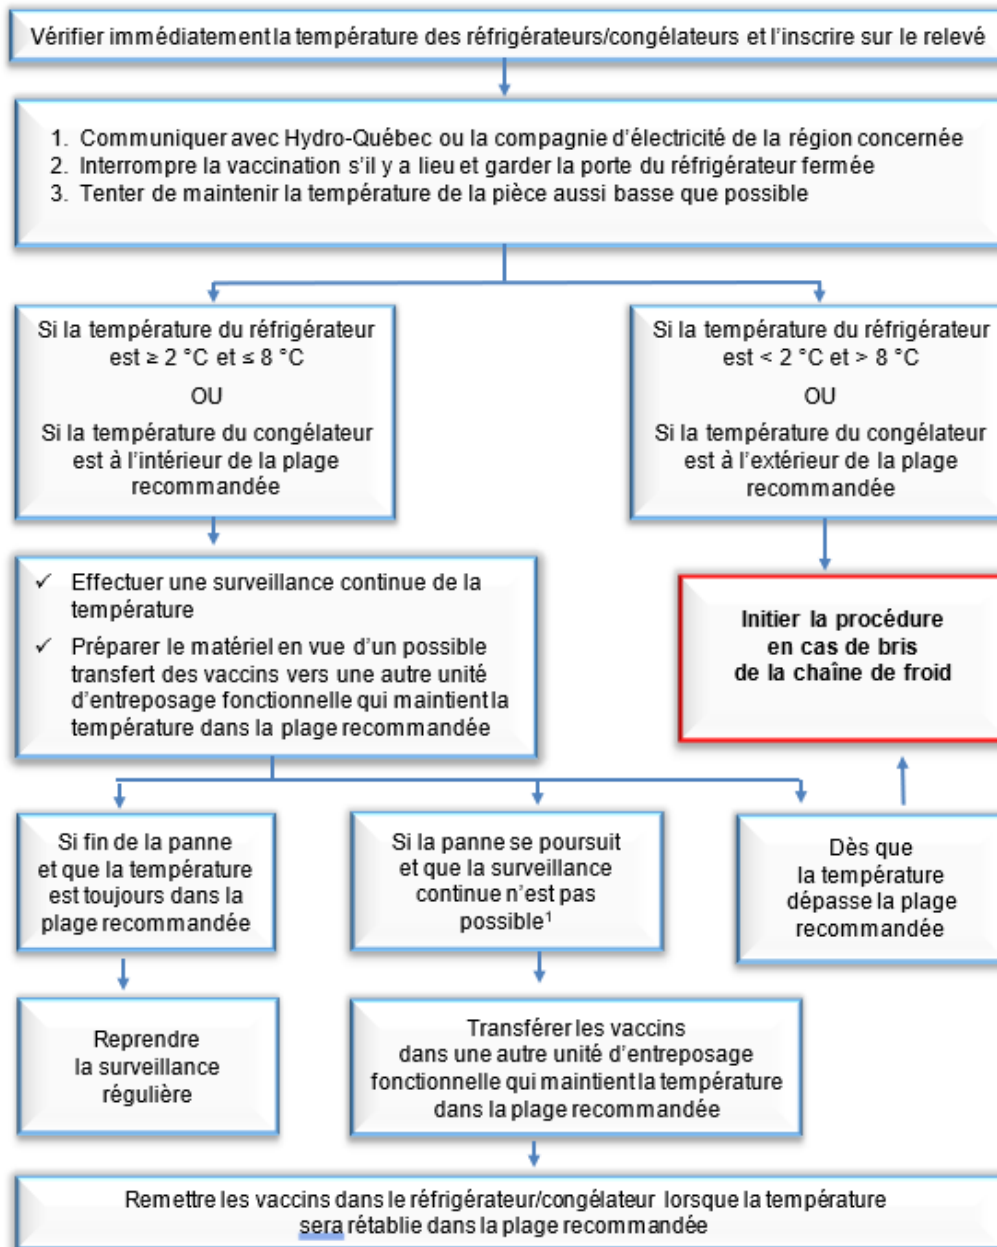 Vérifier immédiatement la température des réfrigérateurs/congélateurs et l'inscrire sur le relevé
1. Communiquer avec Hydro-Québec ou la compagnie d'électricité de la région concernée
2. Interrompre la vaccination s'il y a lieu et garder la porte du réfrigérateur fermée
3. Tenter de maintenir la température de la pièce aussi basse que possible
Si la température du réfrigérateur
est ≥ 2 °C et ≤ 8 °C
OU
Si la température du congélateur
est à l'intérieur de la plage
recommandée
Si la température du réfrigérateur
est < 2 °C et > 8 °C
OU
Si la température du congélateur
est à l'extérieur de la plage
recommandée
✓ Effectuer une surveillance continue de la
température
✓ Préparer le matériel en vue d'un possible
transfert des vaccins vers une autre unité
d'entreposage fonctionnelle qui maintient la
température dans la plage recommandée
Initier la procédure
en cas de bris
de la chaîne de froid
Si fin de la panne
et que la température
est toujours dans la
plage recommandée
Si la panne se poursuit
et que la surveillance
continue n'est pas
possible¹
Dès que
la température
dépasse la plage
recommandée
Reprendre
la surveillance
régulière
Transférer les vaccins
dans une autre unité d'entreposage
fonctionnelle qui maintient la température
dans la plage recommandée
Remettre les vaccins dans le réfrigérateur/congélateur lorsque la température
sera rétablie dans la plage recommandée